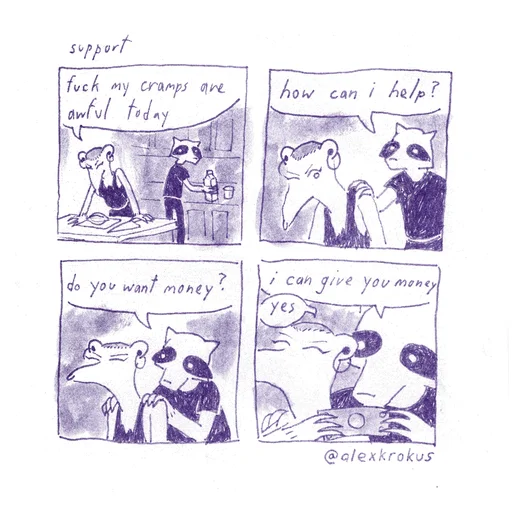 support
fuck my cramps are
awful today
how can i help?
do you want money?
i can give you money
yes
@alexkrokus